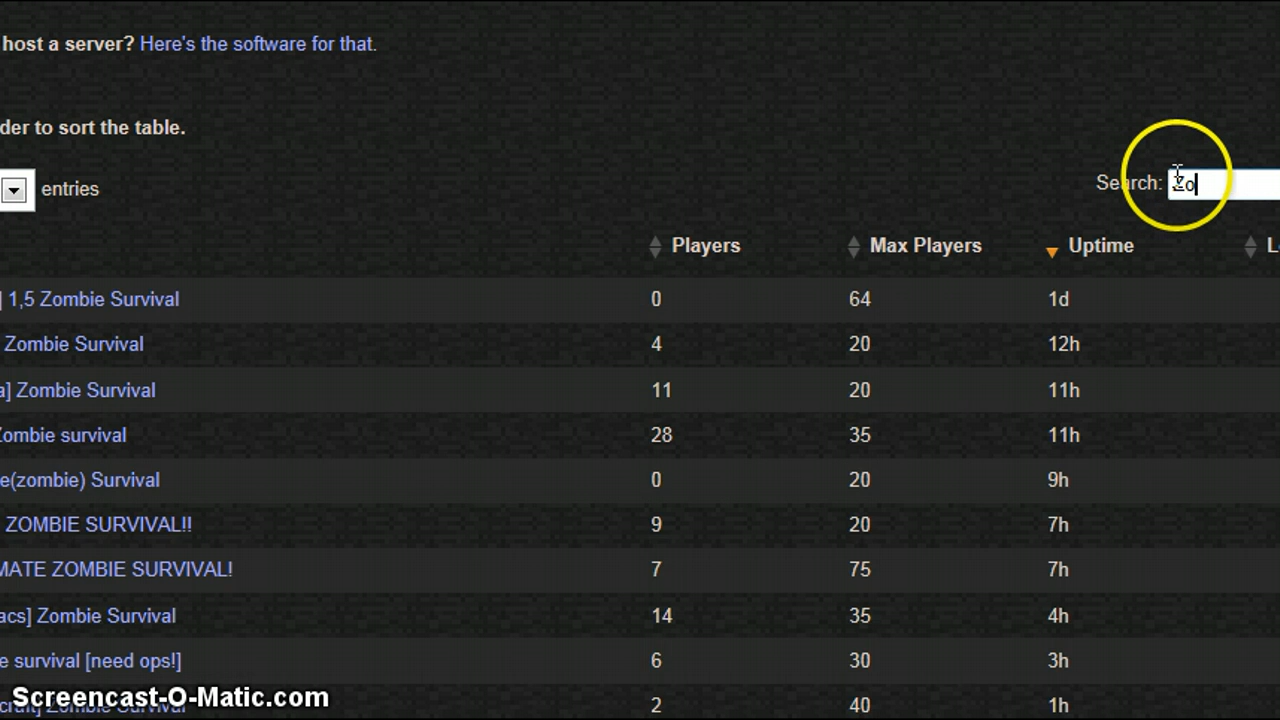 host a server? Here's the software for that.
der to sort the table.
entries
Search: Zo
Players Max Players Uptime
] 1,5 Zombie Survival 0 64 1d
Zombie Survival 4 20 12h
a] Zombie Survival 11 20 11h
Zombie survival 28 35 11h
e(zombie) Survival 0 20 9h
ZOMBIE SURVIVAL!! 9 20 7h
MATE ZOMBIE SURVIVAL! 7 75 7h
acs] Zombie Survival 14 35 4h
e survival [need ops!] 6 30 3h
craft] Zombie Survival 2 40 1h
Screencast-O-Matic.com